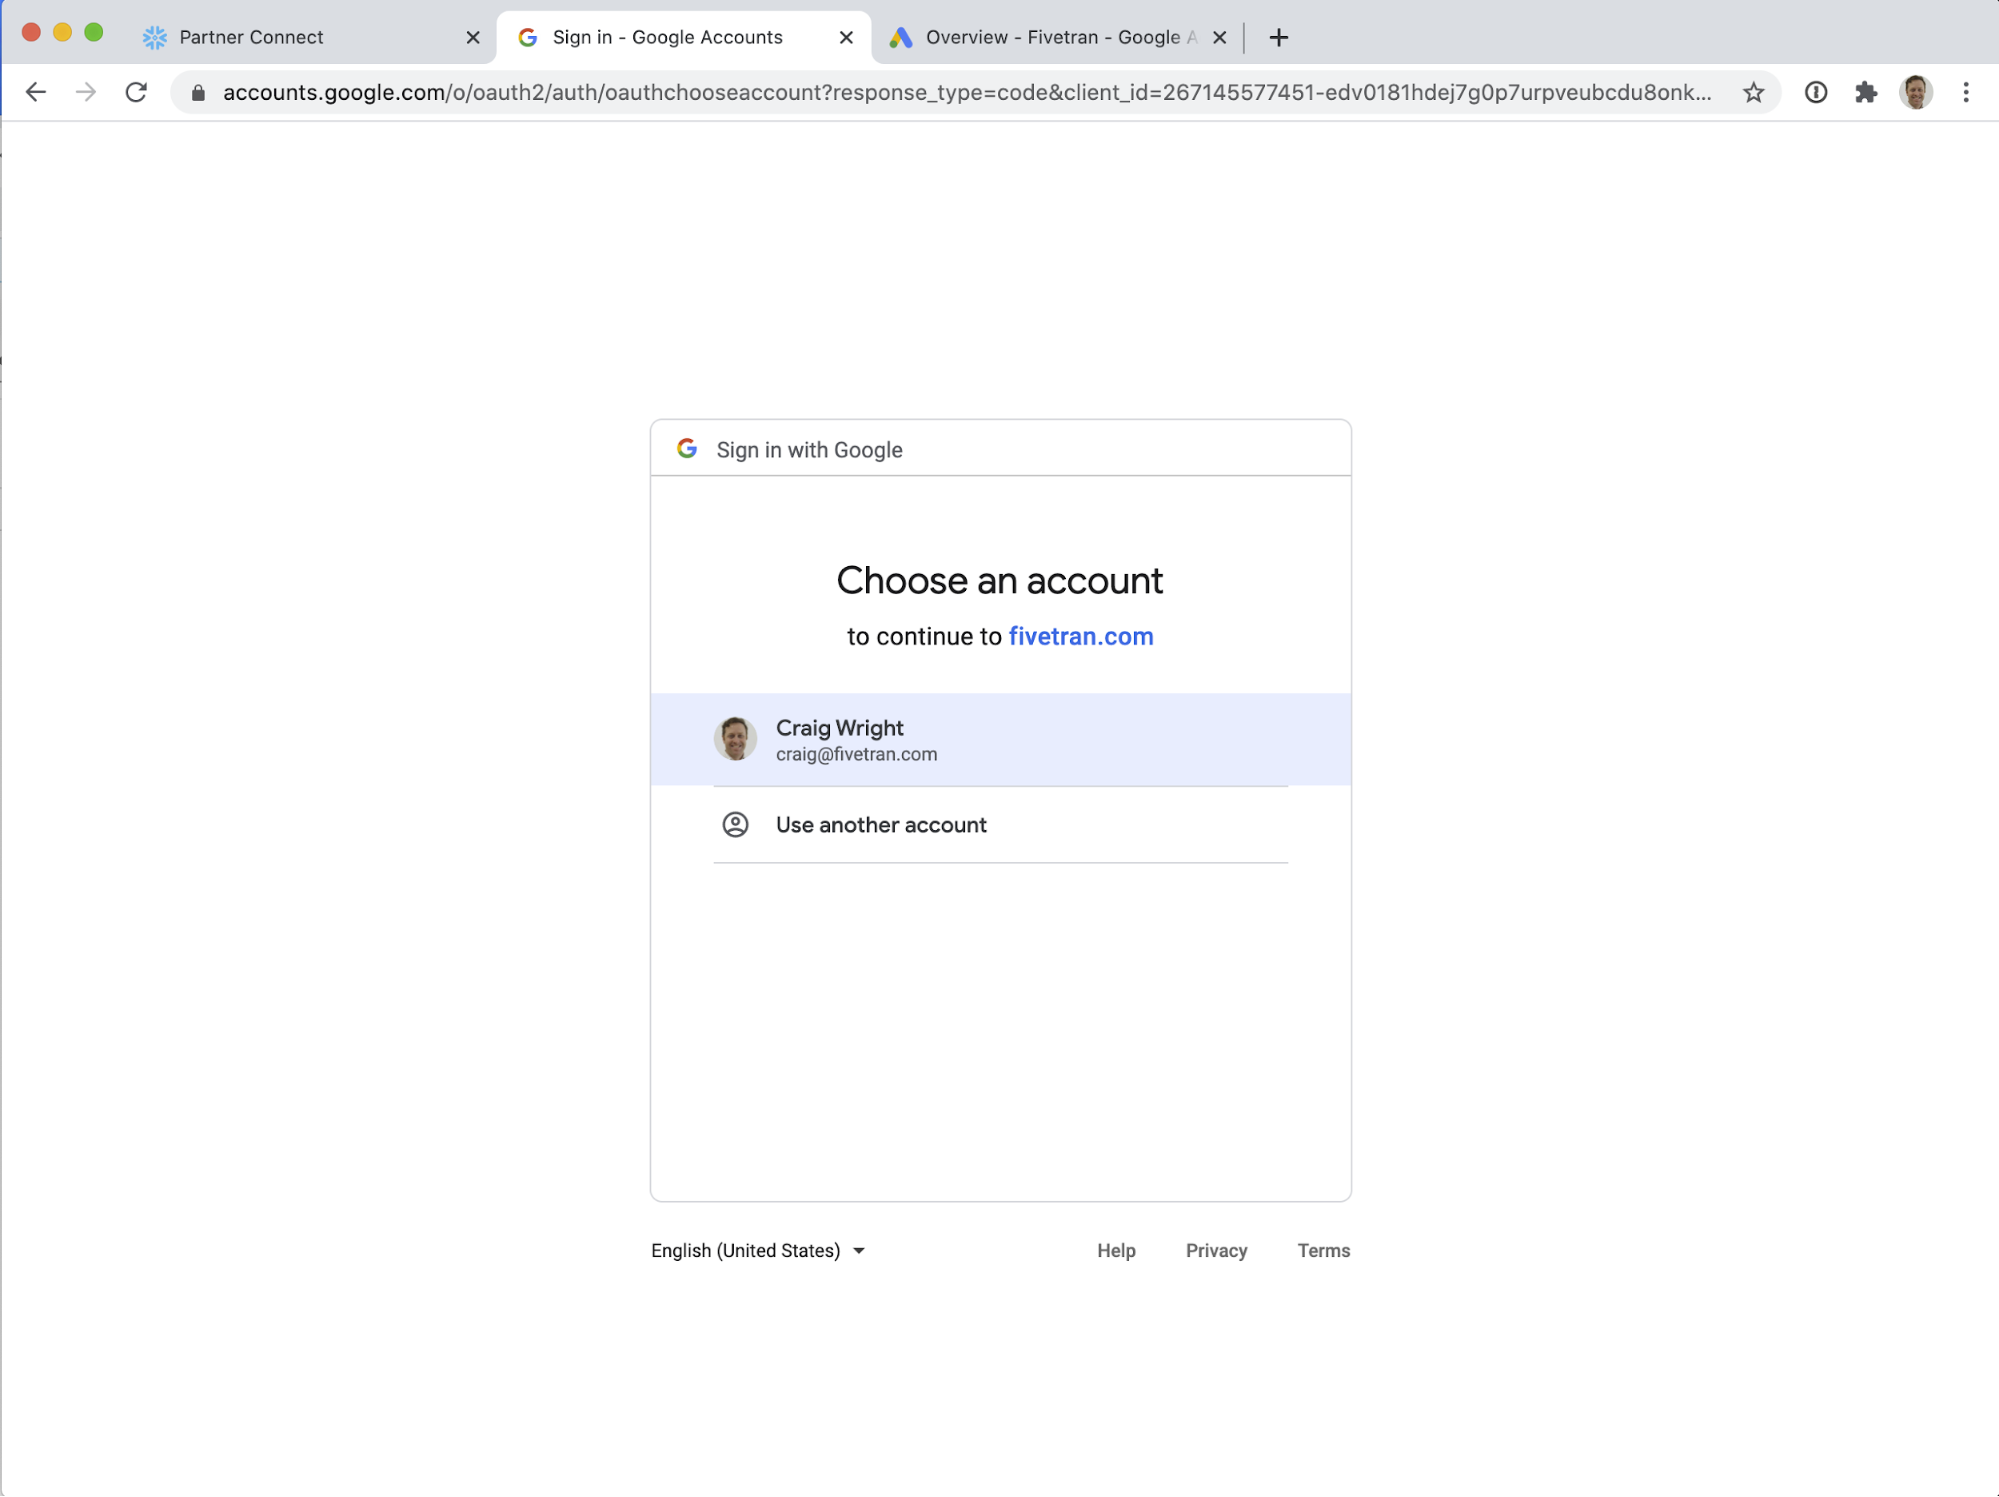 Partner Connect
Sign in - Google Accounts
Overview - Fivetran - Google A
accounts.google.com/o/oauth2/auth/oauthchooseaccount?response_type=code&client_id=267145577451-edv0181hdej7g0p7urpveubcdu8onk...
Sign in with Google
Choose an account
to continue to fivetran.com
Craig Wright
craig@fivetran.com
Use another account
English (United States)
Help
Privacy
Terms